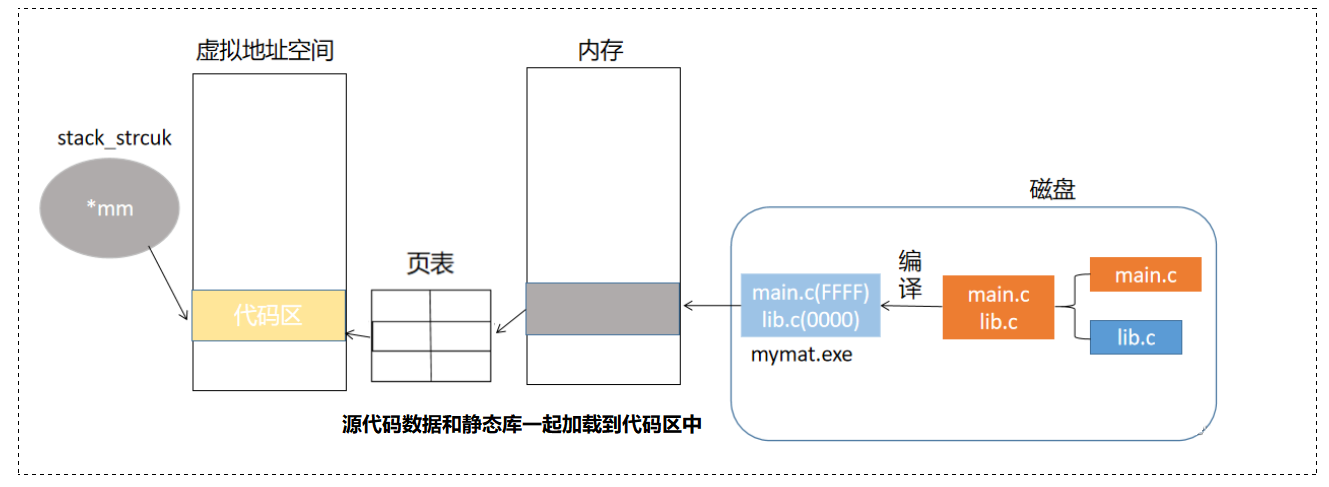 虚拟地址空间
内存
stack_strcuk
*mm
磁盘
页表
编
译
main.c
main.c(FFFF)
lib.c(0000)
main.c
lib.c
代码区
lib.c
mymat.exe
源代码数据和静态库一起加载到代码区中